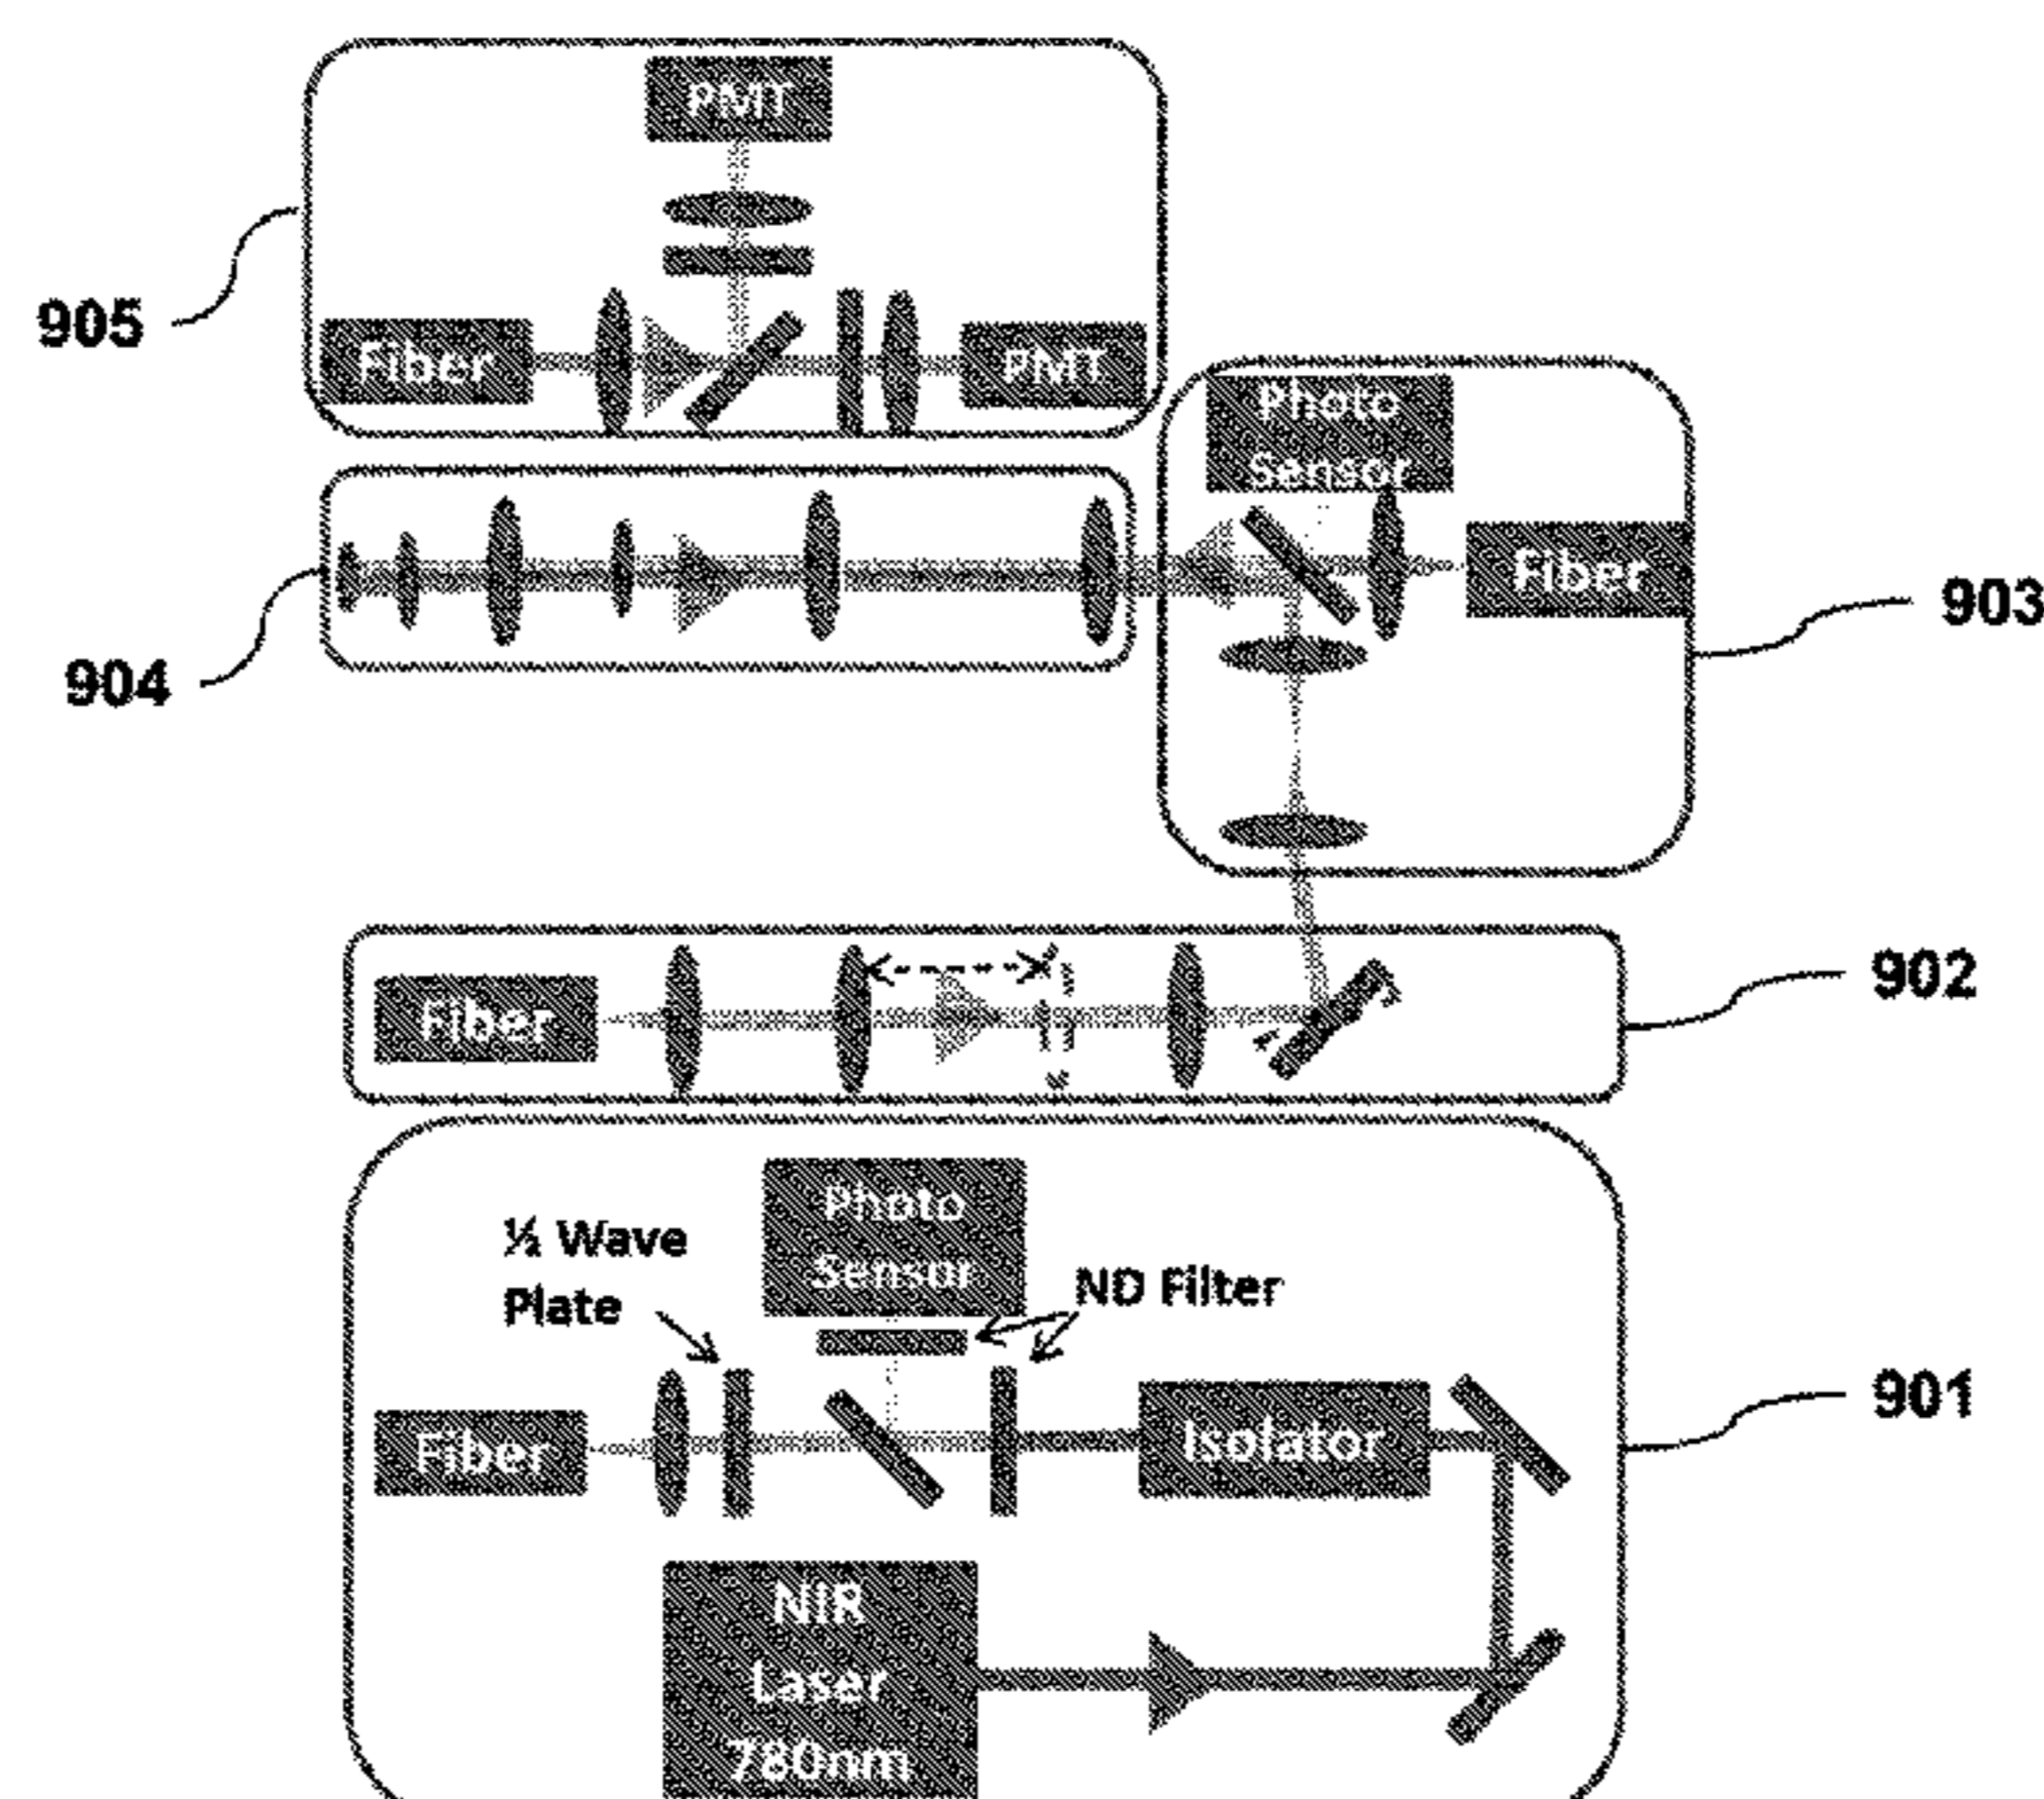 PMT
905
Fiber
PMT
Photo
Sensor
Fiber
903
904
902
Fiber
Photo
Sensor
½ Wave
Plate
ND Filter
901
Fiber
Isolator
NIR
Laser
780nm